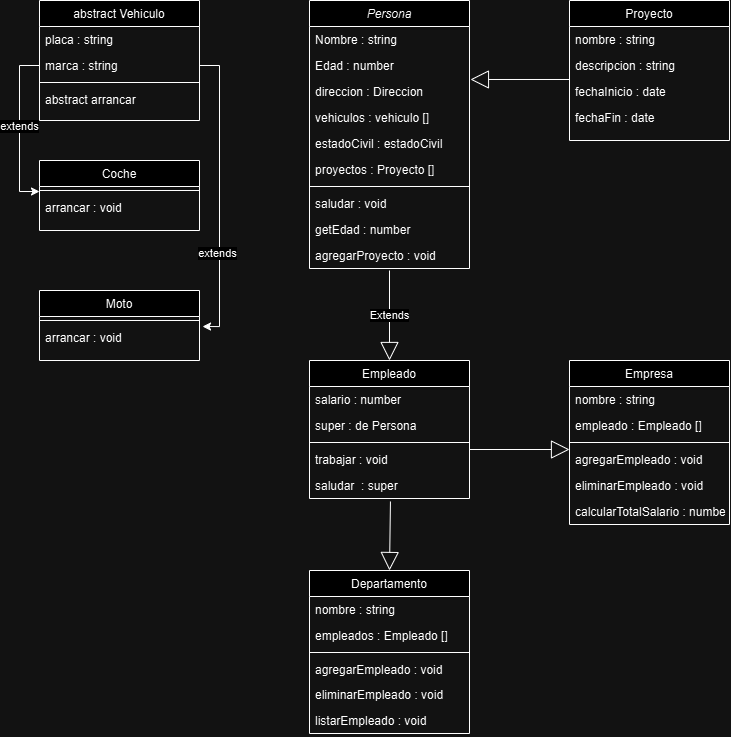 abstract Vehiculo
placa : string
marca : string
abstract arrancar
extends
Coche
arrancar : void
extends
Moto
arrancar : void
Persona
Nombre : string
Edad : number
direccion : Direccion
vehiculos : vehiculo []
estadoCivil : estadoCivil
proyectos : Proyecto []
saludar : void
getEdad : number
agregarProyecto : void
Proyecto
nombre : string
descripcion : string
fechaInicio : date
fechaFin : date
Extends
Empleado
salario : number
super : de Persona
trabajar : void
saludar : super
Empresa
nombre : string
empleado : Empleado []
agregarEmpleado : void
eliminarEmpleado : void
calcularTotalSalario : numbe
Departamento
nombre : string
empleados : Empleado []
agregarEmpleado : void
eliminarEmpleado : void
listarEmpleado : void